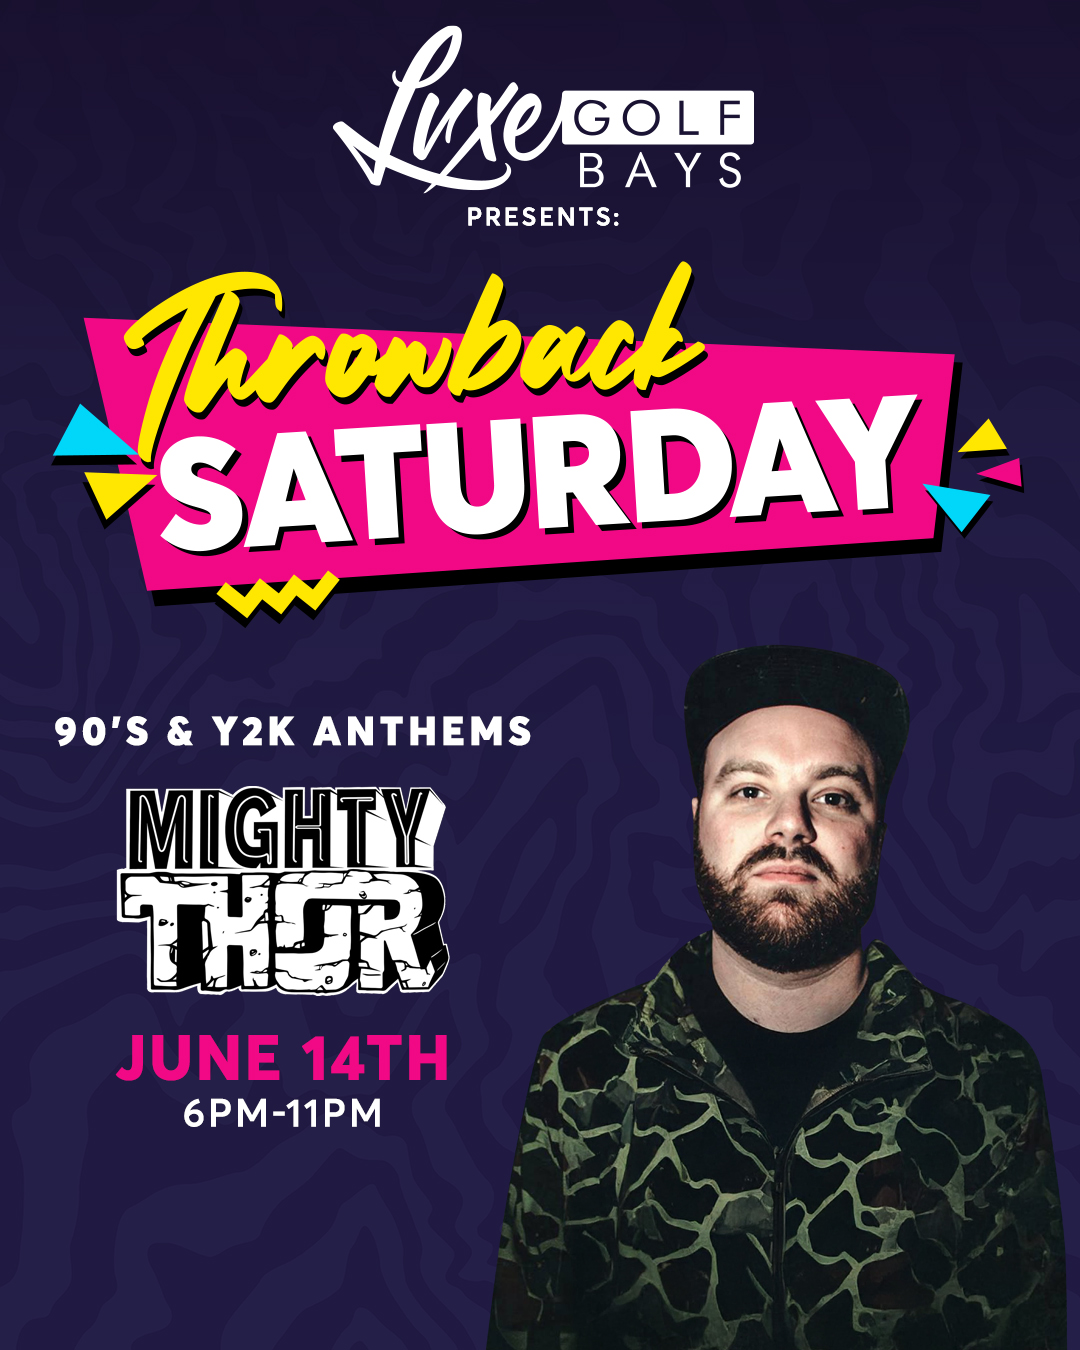 Luxe GOLF
BAYS
PRESENTS:
Throwback
SATURDAY
90'S & Y2K ANTHEMS
MIGHTY
THOR
JUNE 14TH
6PM-11PM